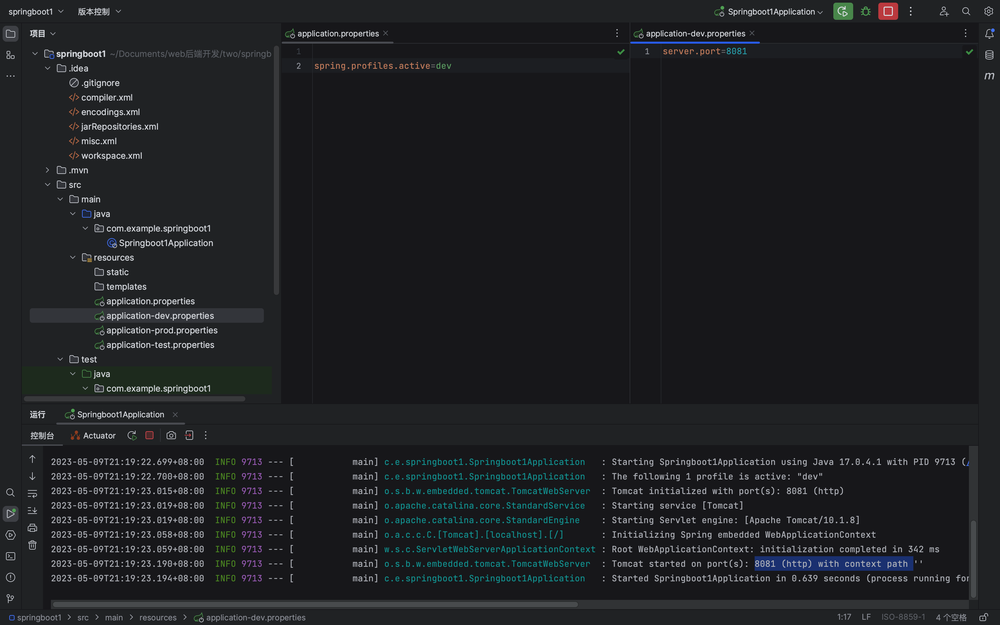 springboot1
版本控制
Springboot1Application
项目
application.properties
application-dev.properties
springboot1 ~/Documents/web后端开发/two/springb
.idea
.gitignore
compiler.xml
encodings.xml
jarRepositories.xml
misc.xml
workspace.xml
.mvn
src
main
java
com.example.springboot1
Springboot1Application
resources
static
templates
application.properties
application-dev.properties
application-prod.properties
application-test.properties
test
java
com.example.springboot1
1
2 spring.profiles.active=dev
1 server.port=8081
m
运行
Springboot1Application
控制台
Actuator
2023-05-09T21:19:22.699+08:00  INFO 9713 --- [           main] c.e.springboot1.Springboot1Application   : Starting Springboot1Application using Java 17.0.4.1 with PID 9713 (/
2023-05-09T21:19:22.700+08:00  INFO 9713 --- [           main] c.e.springboot1.Springboot1Application   : The following 1 profile is active: "dev"
2023-05-09T21:19:23.015+08:00  INFO 9713 --- [           main] o.s.b.w.embedded.tomcat.TomcatWebServer  : Tomcat initialized with port(s): 8081 (http)
2023-05-09T21:19:23.019+08:00  INFO 9713 --- [           main] o.apache.catalina.core.StandardService   : Starting service [Tomcat]
2023-05-09T21:19:23.019+08:00  INFO 9713 --- [           main] o.apache.catalina.core.StandardEngine    : Starting Servlet engine: [Apache Tomcat/10.1.8]
2023-05-09T21:19:23.058+08:00  INFO 9713 --- [           main] o.a.c.c.C.[Tomcat].[localhost].[/]       : Initializing Spring embedded WebApplicationContext
2023-05-09T21:19:23.059+08:00  INFO 9713 --- [           main] w.s.c.ServletWebServerApplicationContext : Root WebApplicationContext: initialization completed in 342 ms
2023-05-09T21:19:23.190+08:00  INFO 9713 --- [           main] o.s.b.w.embedded.tomcat.TomcatWebServer  : Tomcat started on port(s): 8081 (http) with context path ''
2023-05-09T21:19:23.194+08:00  INFO 9713 --- [           main] c.e.springboot1.Springboot1Application   : Started Springboot1Application in 0.639 seconds (process running for
springboot1 > src > main > resources > application-dev.properties
1:17 LF ISO-8859-1 4 个空格